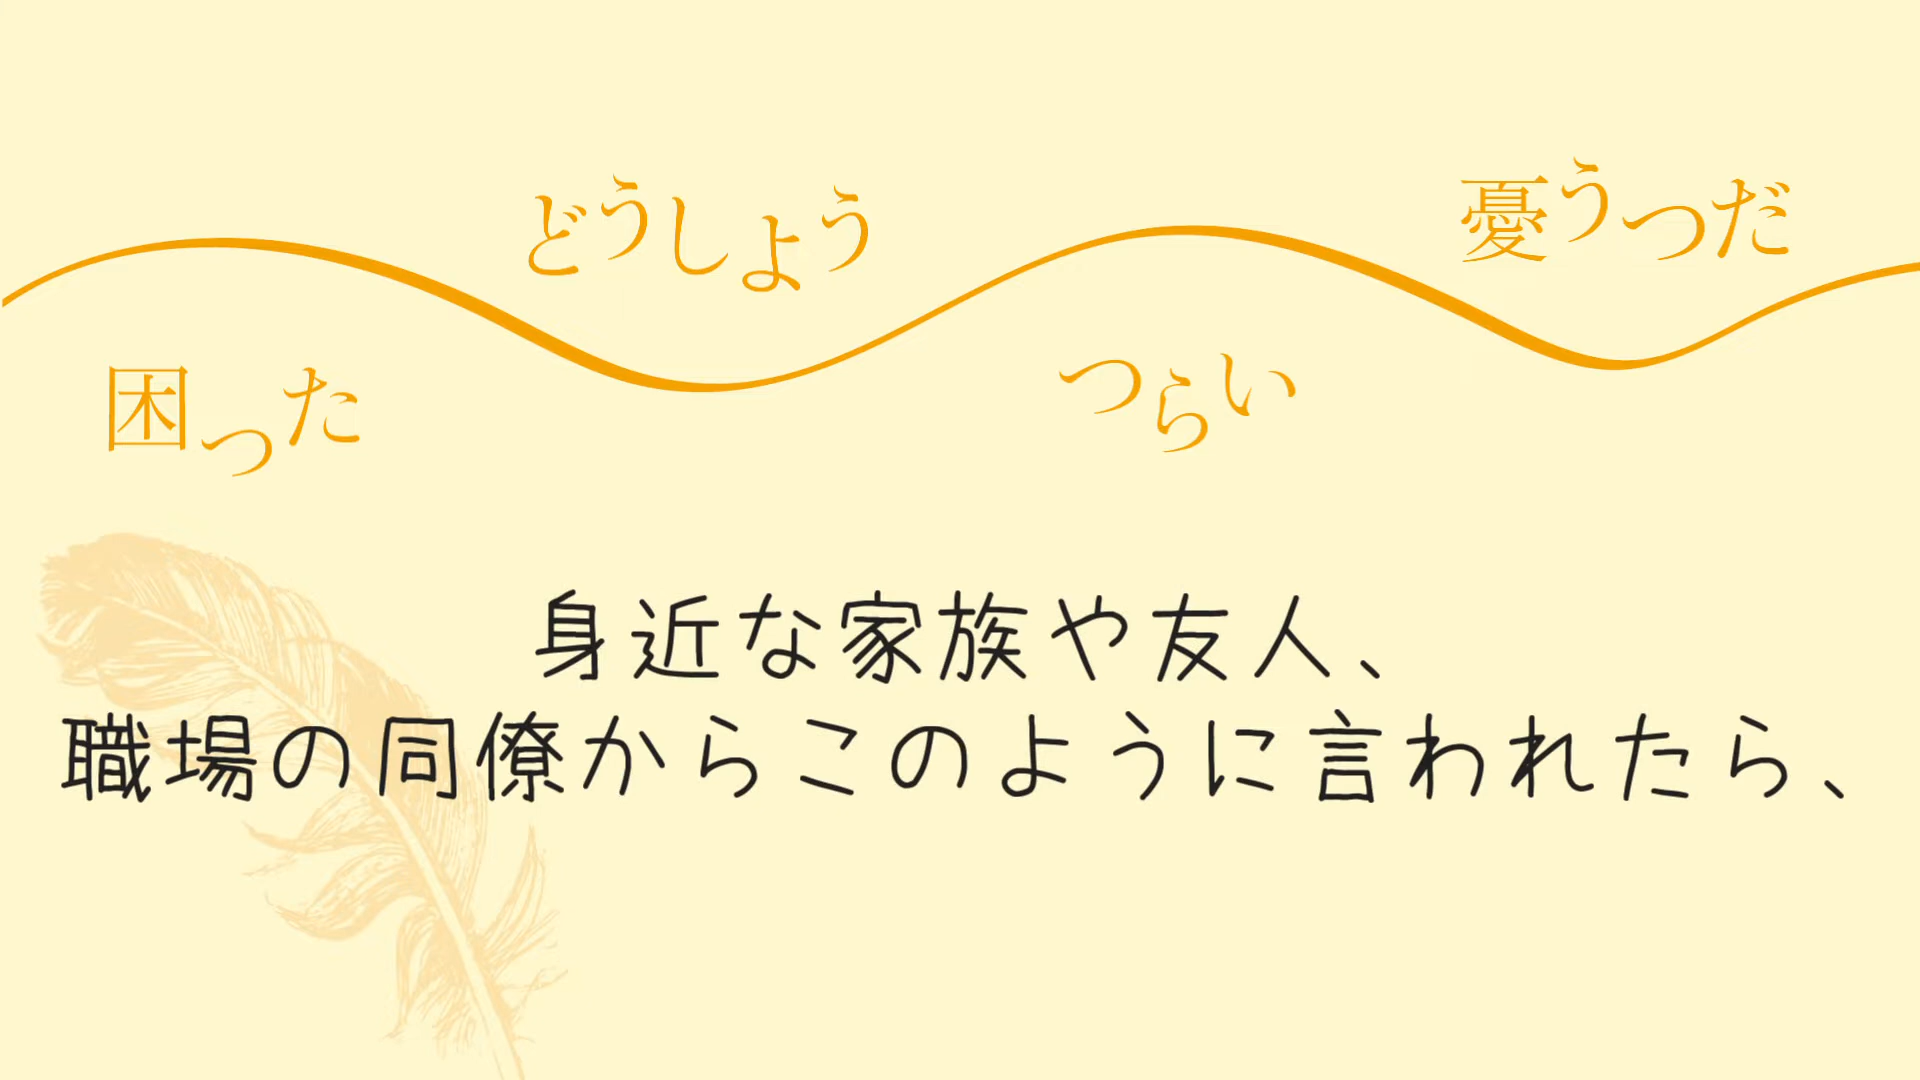 困った
どうしよう
つらい
憂うつだ
身近な家族や友人、
職場の同僚からこのように言われたら、